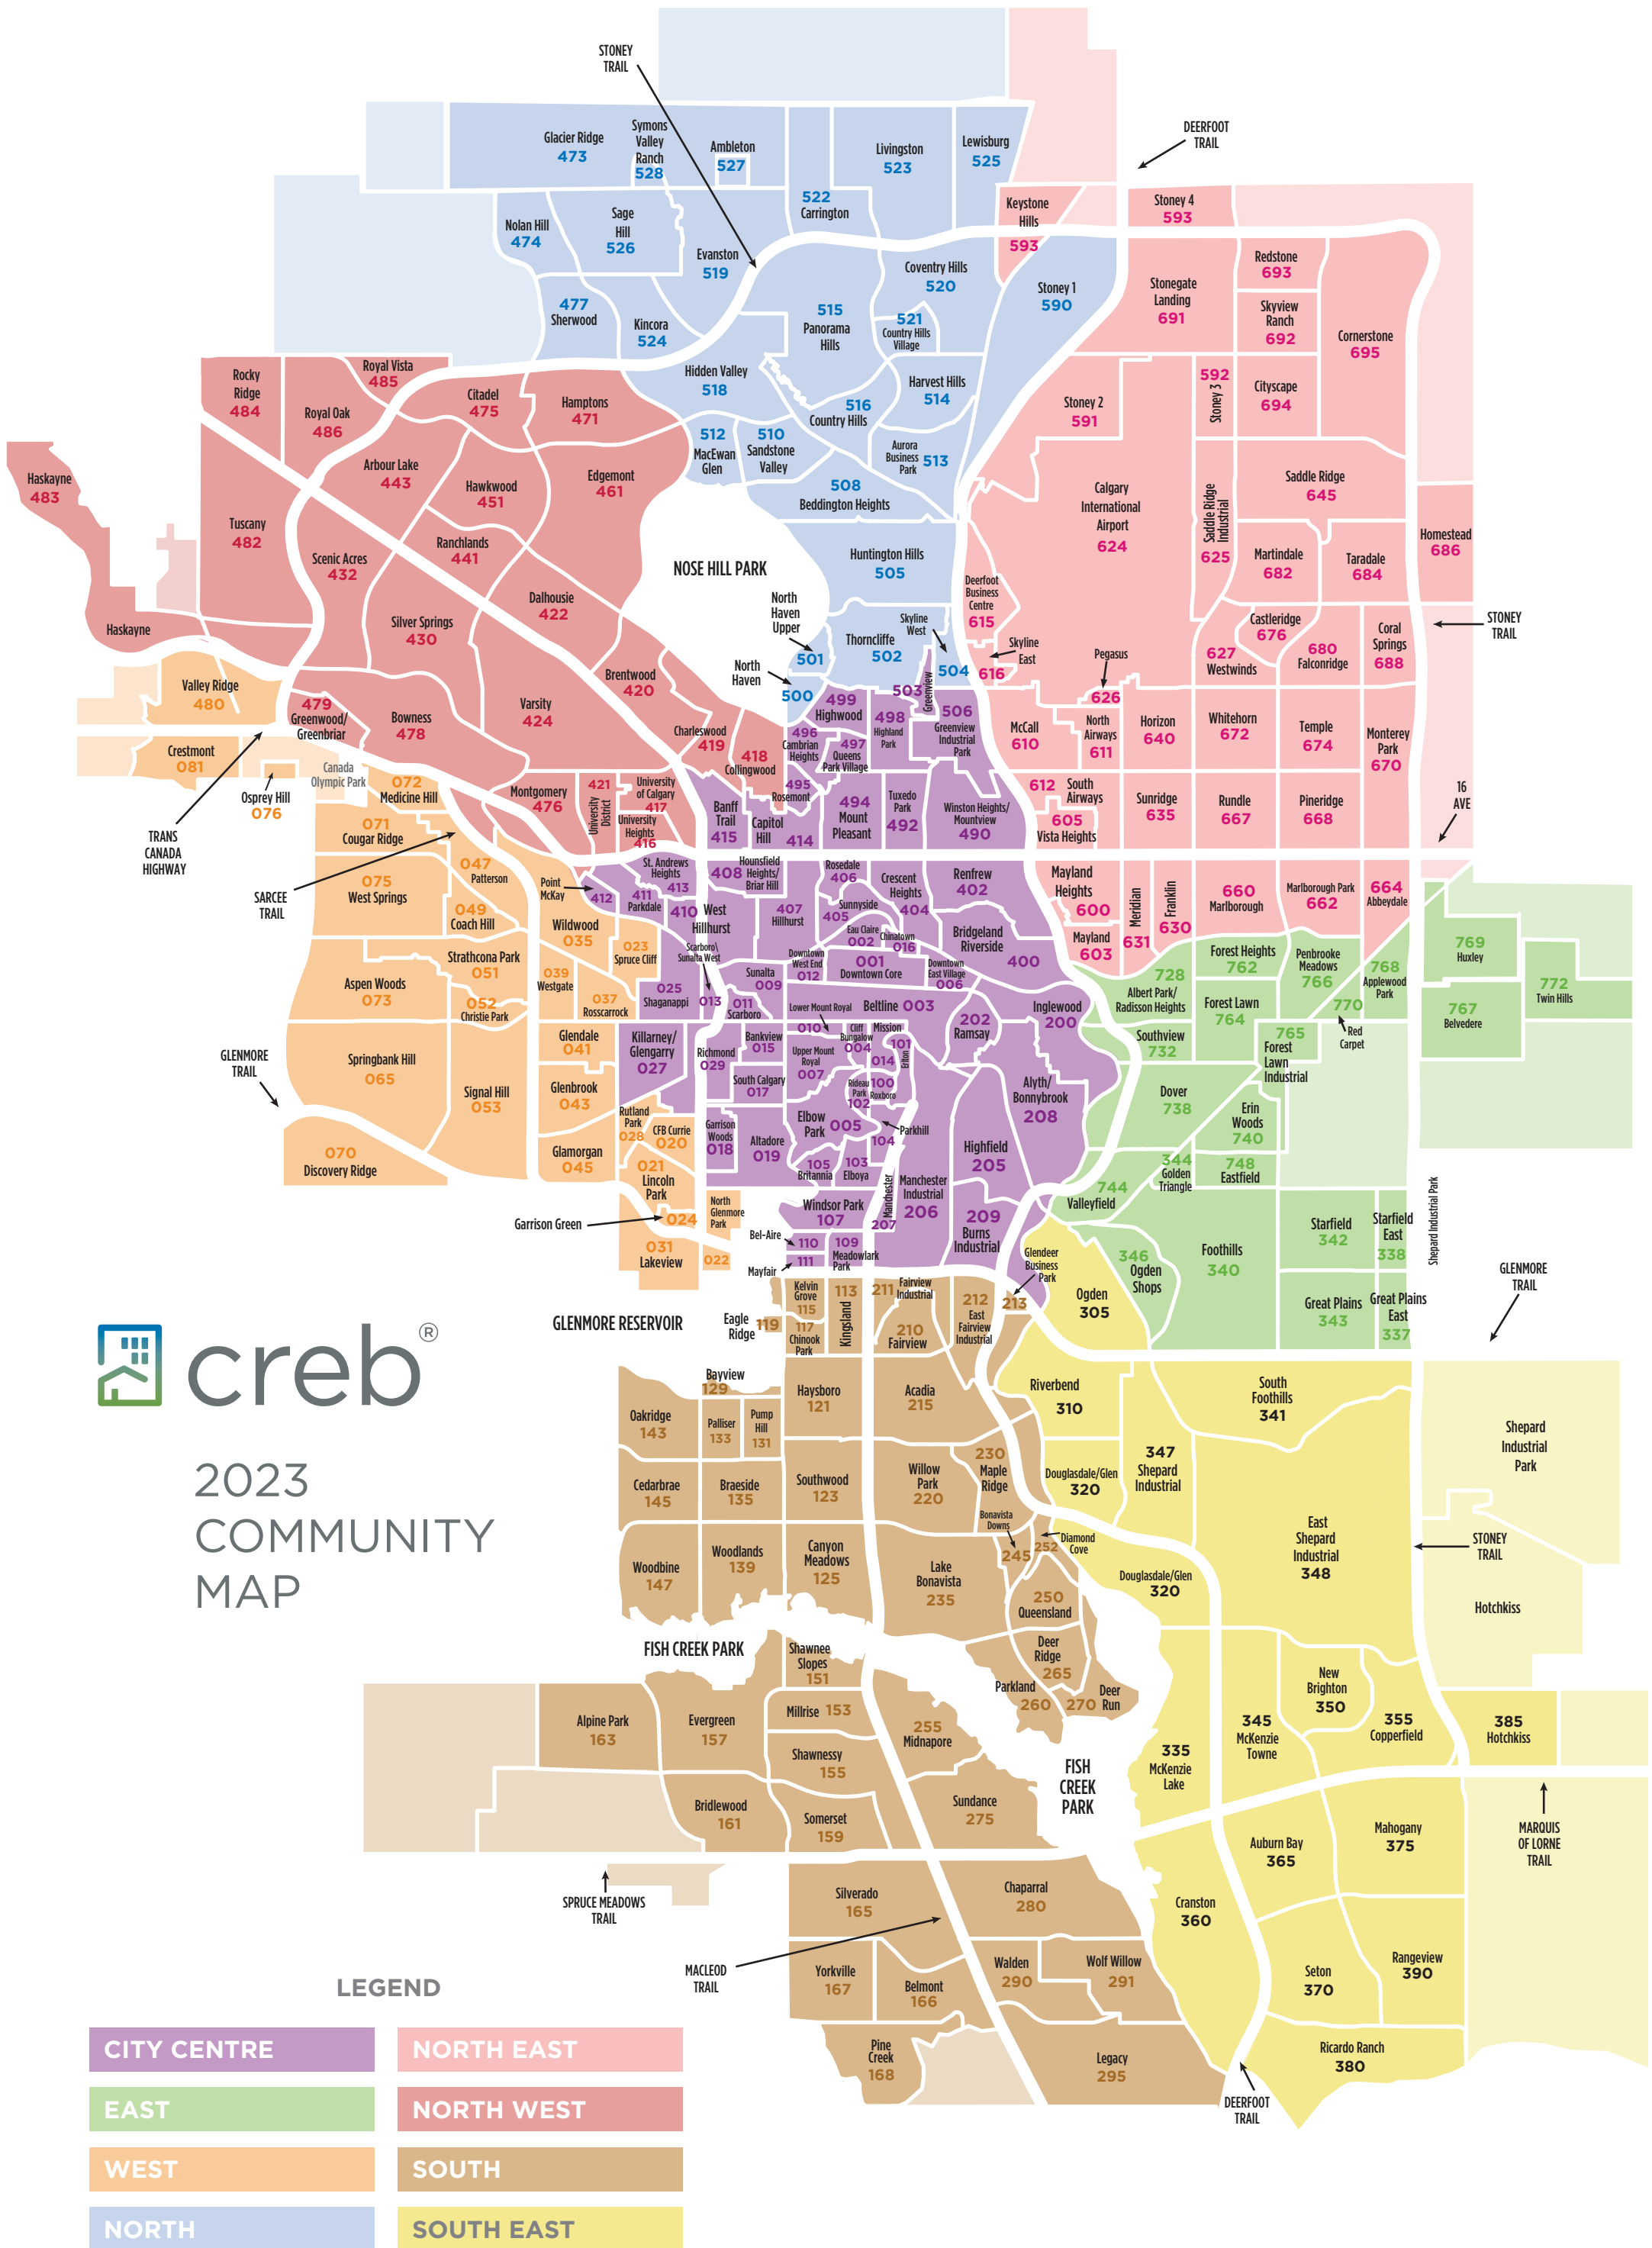 STONEY
TRAIL
DEERFOOT
TRAIL
Glacier Ridge
473
Symons
Valley
Ranch
528
Ambleton
527
Livingston
523
Lewisburg
525
522
Carrington
Keystone
Hills
593
Stoney 4
593
Nolan Hill
474
Sage
Hill
526
Evanston
519
Coventry Hills
520
Stoney 1
590
Stonegate
Landing
691
Redstone
693
Skyview
Ranch
692
Cornerstone
695
477
Sherwood
Kincora
524
515
Panorama
Hills
521
Country Hills
Village
Hidden Valley
518
Harvest Hills
514
516
Country Hills
512
MacEwan
Glen
510
Sandstone
Valley
Aurora
Business
Park
513
508
Beddington Heights
Stoney 2
591
592
Stoney 3
Cityscape
694
Rocky
Ridge
484
Royal Vista
485
Royal Oak
486
Citadel
475
Hamptons
471
Arbour Lake
443
Hawkwood
451
Edgemont
461
Haskayne
483
Tuscany
482
Scenic Acres
432
Ranchlands
441
Dalhousie
422
Silver Springs
430
Haskayne
NOSE HILL PARK
Huntington Hills
505
Calgary
International
Airport
624
Saddle Ridge
Industrial
625
Saddle Ridge
645
Martindale
682
Taradale
684
Homestead
686
Deerfoot
Business
Centre
615
North
Haven
Upper
501
Thorncliffe
502
Skyline
West
504
Skyline
East
616
Castleridge
676
627
Westwinds
680
Falconridge
Coral
Springs
688
STONEY
TRAIL
North
Haven
500
503
Greenview
Pegasus
626
Valley Ridge
480
479
Greenwood/
Greenbriar
Bowness
478
Varsity
424
Brentwood
420
Charleswood
419
418
Collingwood
499
Highwood
498
Highland
Park
506
Greenview
Industrial
Park
496
Cambrian
Heights
497
Queens
Park Village
McCall
610
North
Airways
611
Horizon
640
Whitehorn
672
Temple
674
Monterey
Park
670
Crestmont
081
Canada
Olympic Park
Osprey Hill
076
072
Medicine Hill
Montgomery
476
421
University
District
University
of Calgary
417
University
Heights
416
Banff
Trail
415
Capitol
Hill
414
495
Rosemont
494
Mount
Pleasant
Tuxedo
Park
492
Winston Heights/
Mountview
490
612
South
Airways
605
Vista Heights
Sunridge
635
Rundle
667
Pineridge
668
16
AVE
TRANS
CANADA
HIGHWAY
SARCEE
TRAIL
071
Cougar Ridge
047
Patterson
075
West Springs
049
Coach Hill
Point
McKay
412
St. Andrews
Heights
413
411
Parkdale
410
West
Hillhurst
408
Hounsfield
Heights/
Briar Hill
407
Hillhurst
Rosedale
406
Sunnyside
405
Crescent
Heights
404
Renfrew
402
Mayland
Heights
600
Mayland
603
Meridian
631
Franklin
630
660
Marlborough
Marlborough Park
662
664
Abbeydale
Wildwood
035
023
Spruce Cliff
Scarboro\
Sunalta West
013
Eau Claire
002
Chinatown
016
Bridgeland
Riverside
400
Strathcona Park
051
Aspen Woods
073
052
Christie Park
039
Westgate
037
Rosscarrock
025
Shaganappi
Sunalta
009
011
Scarboro
Downtown
West End
012
001
Downtown Core
Downtown
East Village
006
Lower Mount Royal
010
Beltline 003
728
Albert Park/
Radisson Heights
Forest Heights
762
Penbrooke
Meadows
766
768
Applewood
Park
769
Huxley
772
Twin Hills
767
Belvedere
770
Red
Carpet
Forest Lawn
764
765
Forest
Lawn
Industrial
Southview
732
GLENMORE
TRAIL
Springbank Hill
065
Signal Hill
053
Glendale
041
Glenbrook
043
Glamorgan
045
070
Discovery Ridge
Killarney/
Glengarry
027
Richmond
029
Bankview
015
South Calgary
017
Upper Mount
Royal
007
Cliff
Bungalow
004
Mission
014
101
Erlton
Rideau
Park
102
100
Roxboro
202
Ramsay
Inglewood
200
Alyth/
Bonnybrook
208
Dover
738
Erin
Woods
740
Rutland
Park
028
CFB Currie
020
Garrison
Woods
018
Altadore
019
Elbow
Park
005
Parkhill
104
105
Britannia
103
Elboya
Highfield
205
021
Lincoln
Park
Garrison Green
024
North
Glenmore
Park
022
031
Lakeview
Windsor Park
107
Manchester
207
Manchester
Industrial
206
209
Burns
Industrial
Bel-Aire
110
109
Meadowlark
Park
Mayfair
111
344
Golden
Triangle
748
Eastfield
744
Valleyfield
346
Ogden
Shops
Foothills
340
Starfield
342
Starfield
East
338
Great Plains
343
Great Plains
East
337
Shepard Industrial Park
GLENMORE
TRAIL
Glendeer
Business
Park
213
Ogden
305
GLENMORE RESERVOIR
Eagle
Ridge
119
Kelvin
Grove
115
117
Chinook
Park
113
Kingsland
211
Fairview
Industrial
210
Fairview
212
East
Fairview
Industrial
creb®
2023
COMMUNITY
MAP
Bayview
129
Oakridge
143
Palliser
133
Pump
Hill
131
Haysboro
121
Acadia
215
Riverbend
310
South
Foothills
341
Shepard
Industrial
Park
Cedarbrae
145
Braeside
135
Southwood
123
Willow
Park
220
230
Maple
Ridge
Douglasdale/Glen
320
347
Shepard
Industrial
Bonavista
Downs
245
252
Diamond
Cove
Woodbine
147
Woodlands
139
Canyon
Meadows
125
Lake
Bonavista
235
250
Queensland
Douglasdale/Glen
320
East
Shepard
Industrial
348
STONEY
TRAIL
Hotchkiss
FISH CREEK PARK
Shawnee
Slopes
151
Deer
Ridge
265
Parkland
260
270
Deer
Run
Alpine Park
163
Evergreen
157
Millrise 153
Shawnessy
155
255
Midnapore
FISH
CREEK
PARK
335
McKenzie
Lake
345
McKenzie
Towne
New
Brighton
350
355
Copperfield
385
Hotchkiss
Bridlewood
161
Somerset
159
Sundance
275
Auburn Bay
365
Mahogany
375
MARQUIS
OF LORNE
TRAIL
SPRUCE MEADOWS
TRAIL
Silverado
165
Chaparral
280
Cranston
360
MACLEOD
TRAIL
Yorkville
167
Belmont
166
Walden
290
Wolf Willow
291
Seton
370
Rangeview
390
Pine
Creek
168
Legacy
295
Ricardo Ranch
380
DEERFOOT
TRAIL
LEGEND
CITY CENTRE
NORTH EAST
EAST
NORTH WEST
WEST
SOUTH
NORTH
SOUTH EAST